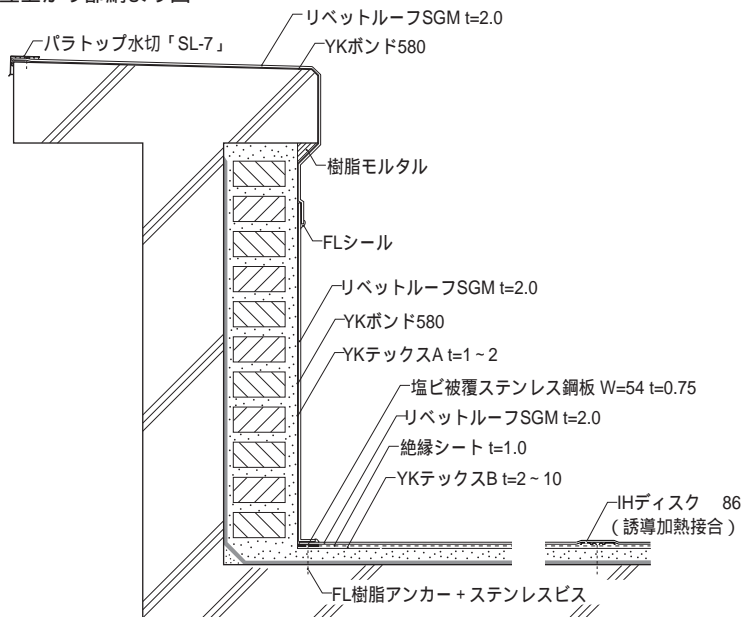 リベットルーフSGM t=2.0
パラトップ水切「SL-7」
YKボンド580
樹脂モルタル
FLシール
リベットルーフSGM t=2.0
YKボンド580
YKテックスA t=1~2
塩ビ被覆ステンレス鋼板 W=54 t=0.75
リベットルーフSGM t=2.0
絶縁シート t=1.0
YKテックスB t=2~10
IHディスク 86
(誘導加熱接合)
FL樹脂アンカー+ステンレスビス